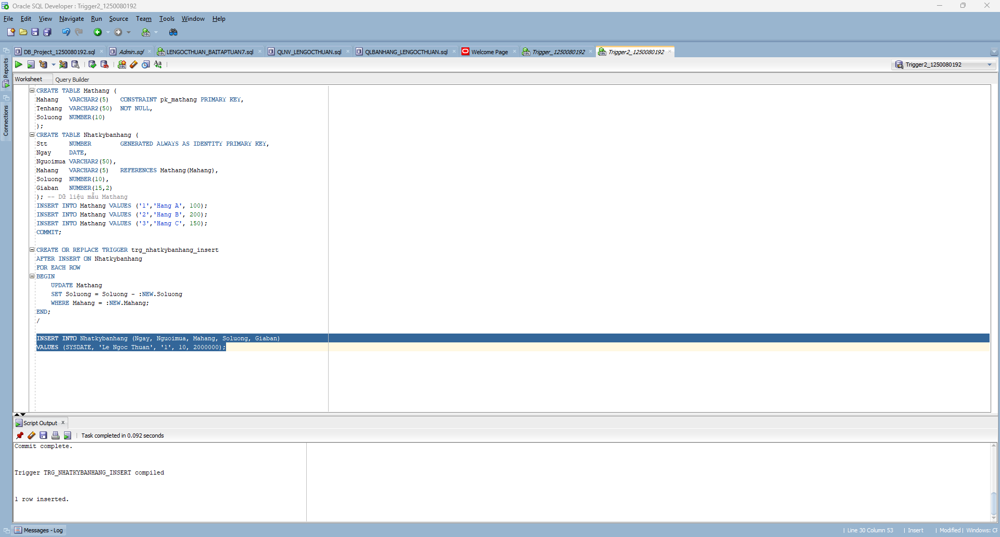 Oracle SQL Developer : Trigger2_1250080192
File Edit View Navigate Run Source Team Tools Window Help
DB_Project_1250080192.sql Admin.sql LENGOCTHUAN_BAITAPTUAN7.sql QLNV_LENGOCTHUAN.sql QLBANHANG_LENGOCTHUAN.sql Welcome Page Trigger_1250080192 Trigger2_1250080192
Trigger2_1250080192
Reports
Connections
Worksheet Query Builder
CREATE TABLE Mathang (
Mahang VARCHAR2(5) CONSTRAINT pk_mathang PRIMARY KEY,
Tenhang VARCHAR2(50) NOT NULL,
Soluong NUMBER(10)
);
CREATE TABLE Nhatkybanhang (
Stt NUMBER GENERATED ALWAYS AS IDENTITY PRIMARY KEY,
Ngay DATE,
Nguoimua VARCHAR2(50),
Mahang VARCHAR2(5) REFERENCES Mathang(Mahang),
Soluong NUMBER(10),
Giaban NUMBER(15,2)
); -- Dữ liệu mẫu Mathang
INSERT INTO Mathang VALUES ('1','Hang A', 100);
INSERT INTO Mathang VALUES ('2','Hang B', 200);
INSERT INTO Mathang VALUES ('3','Hang C', 150);
COMMIT;
CREATE OR REPLACE TRIGGER trg_nhatkybanhang_insert
AFTER INSERT ON Nhatkybanhang
FOR EACH ROW
BEGIN
UPDATE Mathang
SET Soluong = Soluong - :NEW.Soluong
WHERE Mahang = :NEW.Mahang;
END;
/
INSERT INTO Nhatkybanhang (Ngay, Nguoimua, Mahang, Soluong, Giaban)
VALUES (SYSDATE, 'Le Ngoc Thuan', '1', 10, 2000000);
Script Output
Task completed in 0.092 seconds
Commit complete.
Trigger TRG_NHATKYBANHANG_INSERT compiled
1 row inserted.
Messages - Log
Line 30 Column 53 | Insert | Modified | Windows: CR